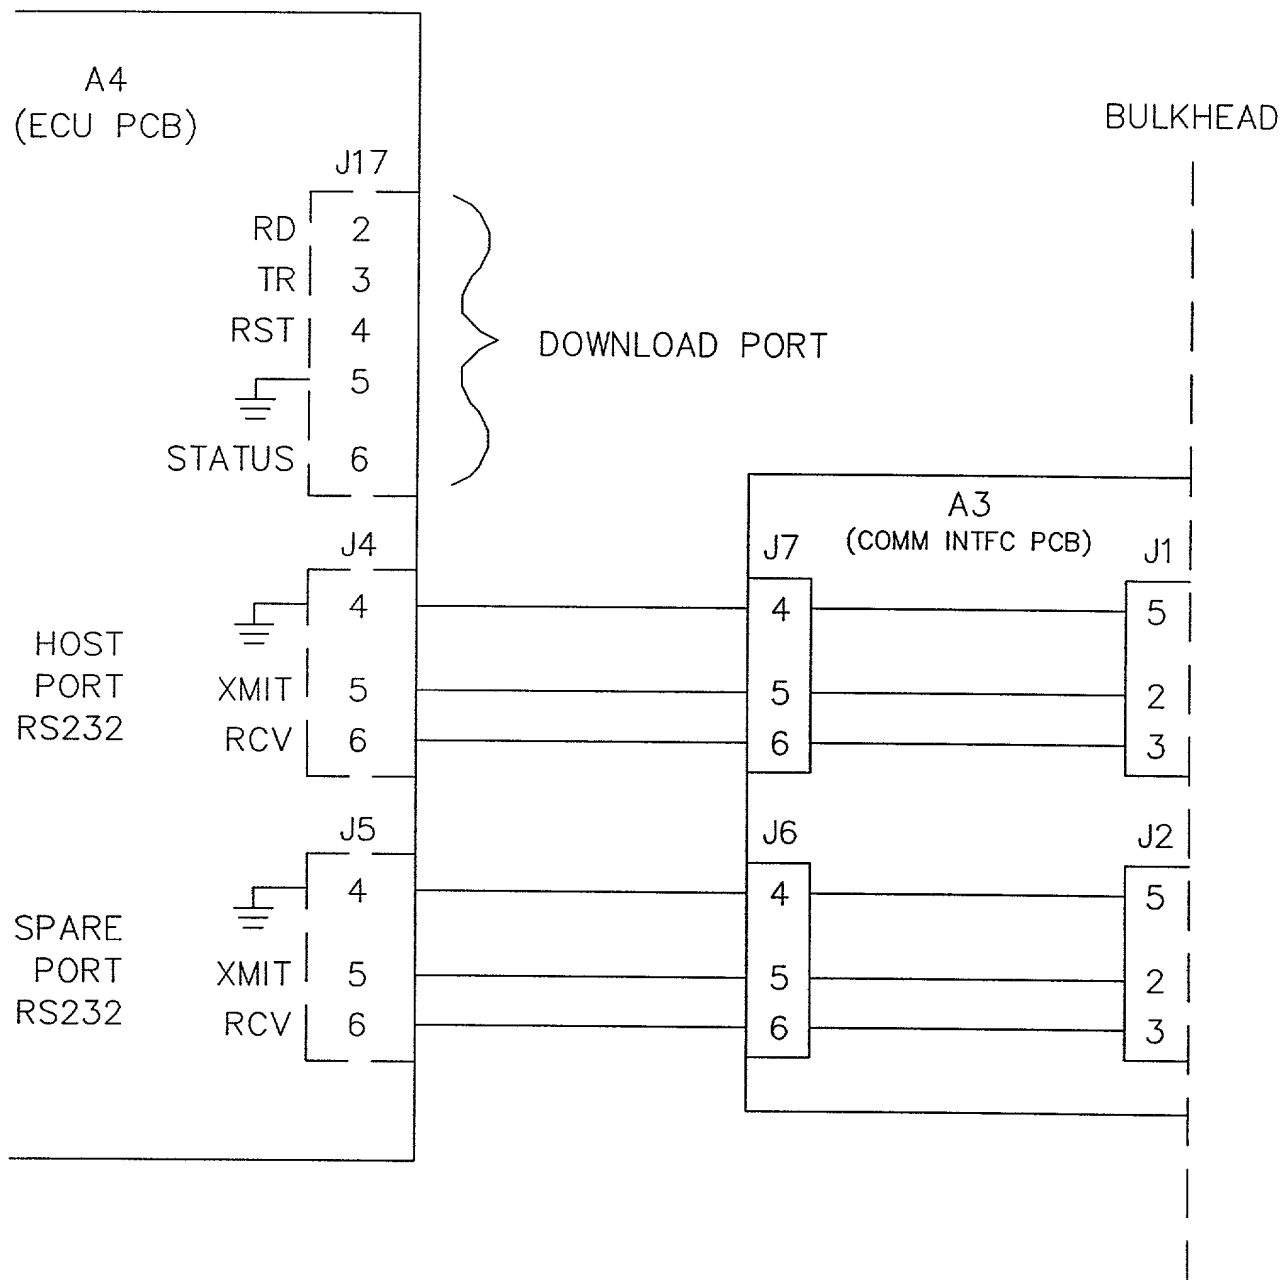 A4
(ECU PCB)
BULKHEAD
J17
RD 2
TR 3
RST 4
5
STATUS 6
DOWNLOAD PORT
A3
(COMM INTFC PCB)
J4
J7
J1
4 4 5
HOST
PORT
RS232
XMIT 5 5 2
RCV 6 6 3
J5
J6
J2
4 4 5
SPARE
PORT
RS232
XMIT 5 5 2
RCV 6 6 3